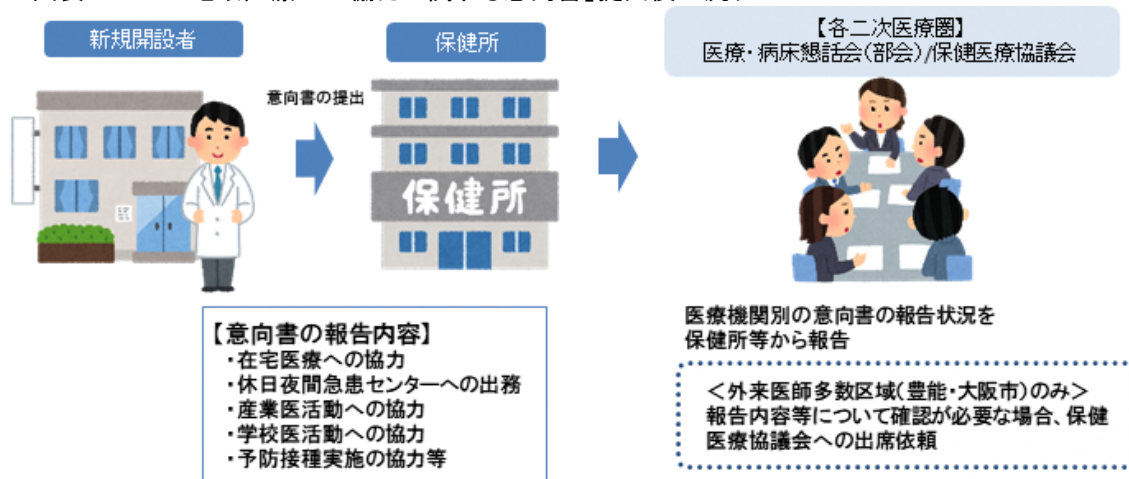 新規開設者
意向書の提出
保健所
保健所
【各二次医療圏】
医療・病床懇話会(部会)/保健医療協議会
【意向書の報告内容】
・在宅医療への協力
・休日夜間急患センターへの出務
・産業医活動への協力
・学校医活動への協力
・予防接種実施の協力等
医療機関別の意向書の報告状況を
保健所等から報告
＜外来医師多数区域(豊能・大阪市)のみ＞
報告内容等について確認が必要な場合、保健
医療協議会への出席依頼